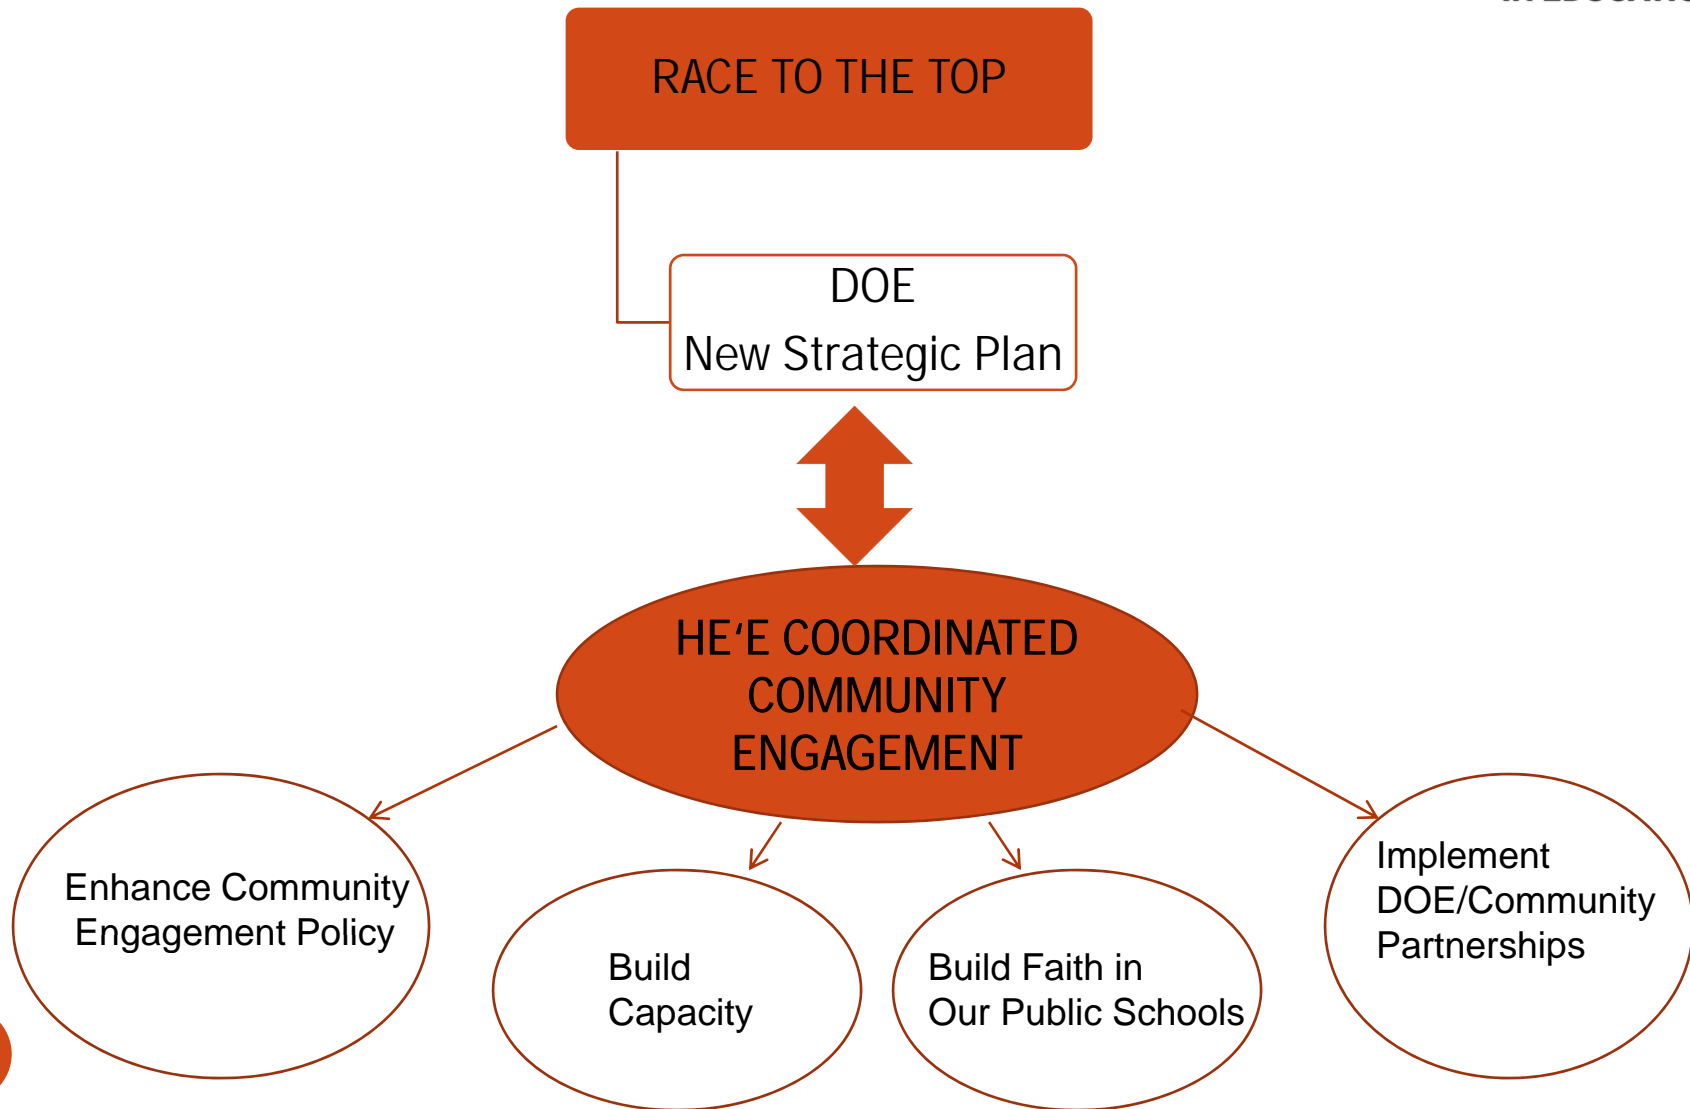 RACE TO THE TOP
DOE
New Strategic Plan
HE‘E COORDINATED
COMMUNITY
ENGAGEMENT
Enhance Community
Engagement Policy
Build
Capacity
Build Faith in
Our Public Schools
Implement
DOE/Community
Partnerships